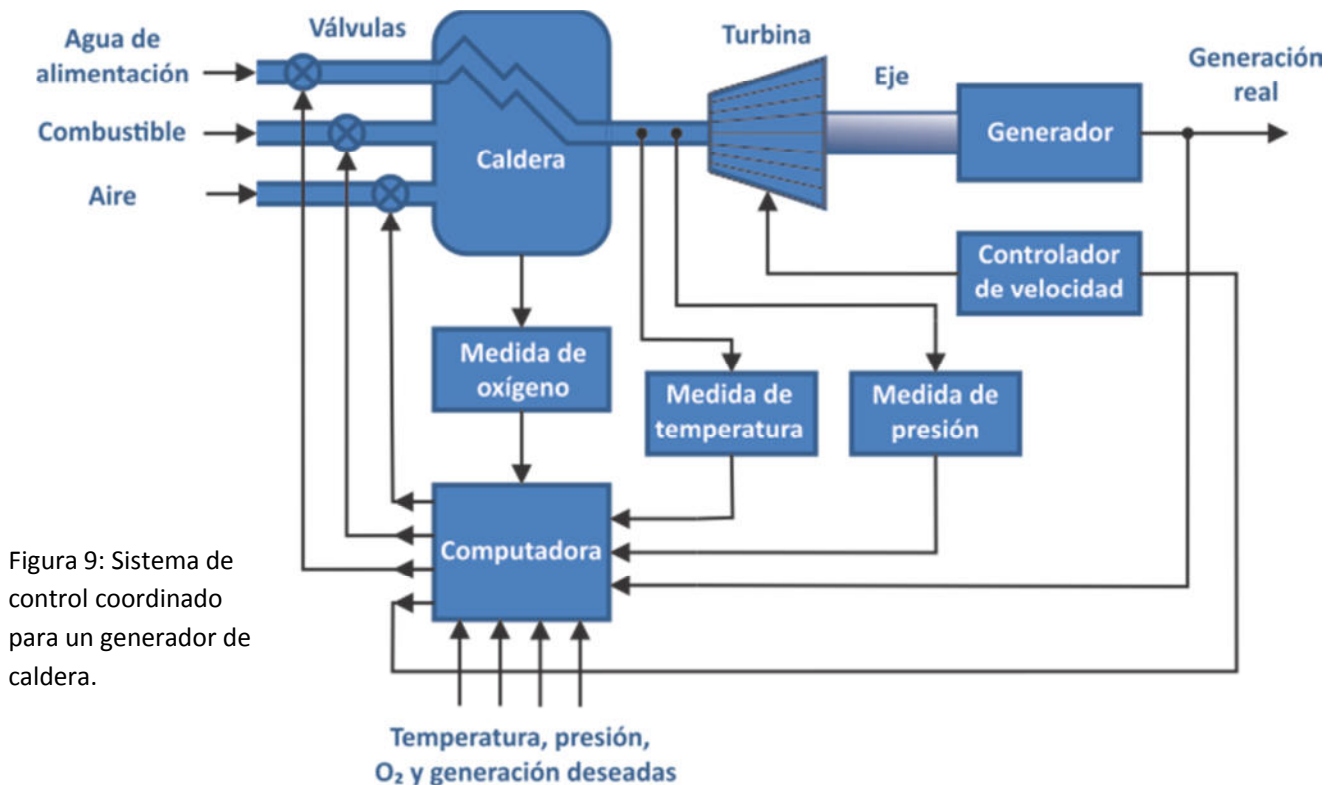 Agua de
alimentación
Válvulas
Turbina
Eje
Generación
real
Combustible
Caldera
Generador
Aire
Controlador
de velocidad
Medida de
oxígeno
Medida de
temperatura
Medida de
presión
Computadora
Figura 9: Sistema de
control coordinado
para un generador de
caldera.
Temperatura, presión,
O₂ y generación deseadas